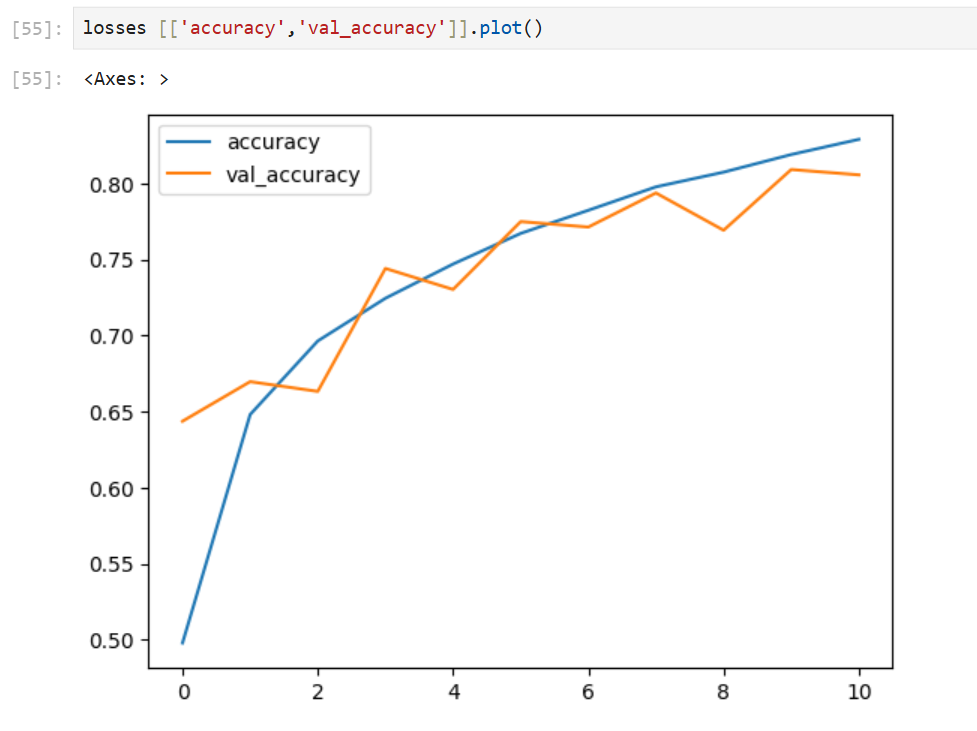 [55]: losses [['accuracy','val_accuracy']].plot()
[55]: <Axes: >
accuracy
val_accuracy
0.80
0.75
0.70
0.65
0.60
0.55
0.50
0 2 4 6 8 10